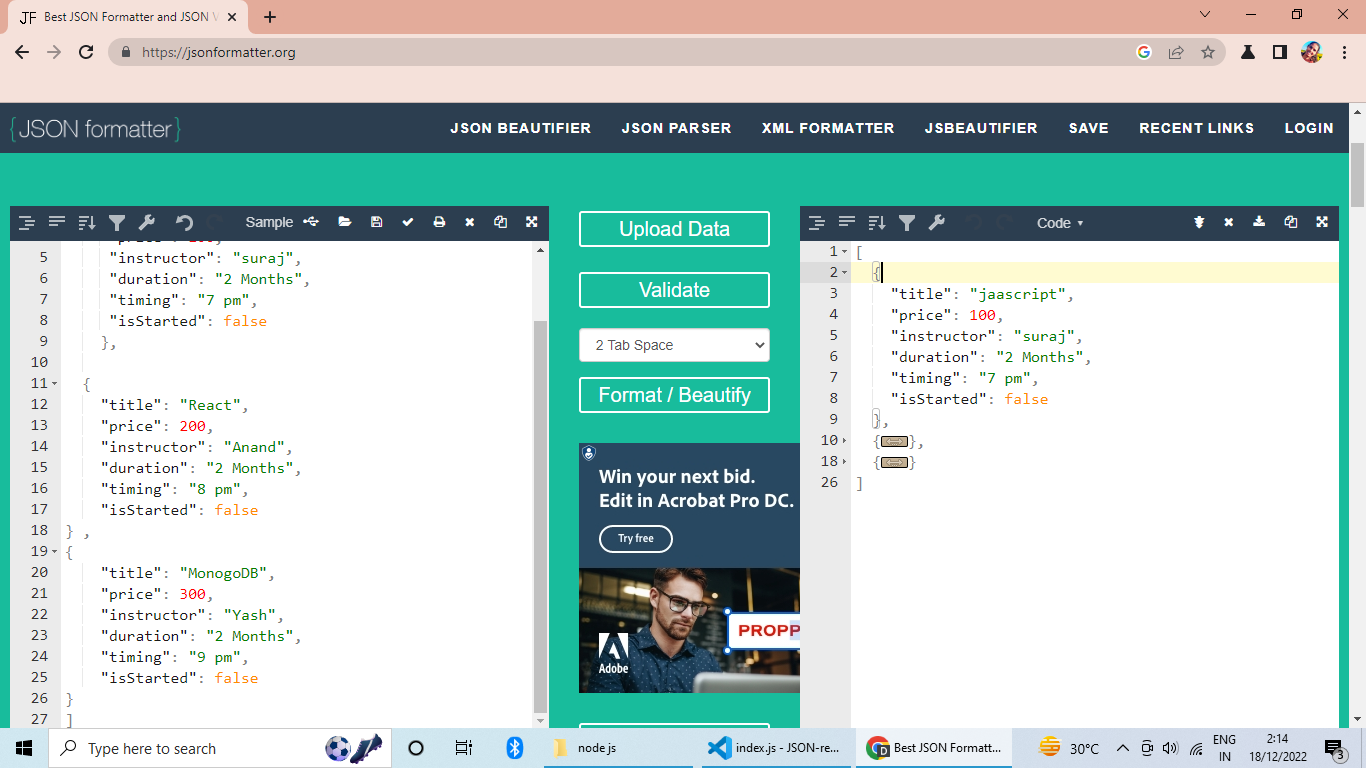 JF Best JSON Formatter and JSON V
https://jsonformatter.org
{JSON formatter}
JSON BEAUTIFIER JSON PARSER XML FORMATTER JSBEAUTIFIER SAVE RECENT LINKS LOGIN
Sample
5 "instructor": "suraj",
6 "duration": "2 Months",
7 "timing": "7 pm",
8 "isStarted": false
9 },
10
11 {
12 "title": "React",
13 "price": 200,
14 "instructor": "Anand",
15 "duration": "2 Months",
16 "timing": "8 pm",
17 "isStarted": false
18 } ,
19 {
20 "title": "MonogoDB",
21 "price": 300,
22 "instructor": "Yash",
23 "duration": "2 Months",
24 "timing": "9 pm",
25 "isStarted": false
26 }
27 ]
Upload Data
Validate
2 Tab Space
Format / Beautify
Win your next bid.
Edit in Acrobat Pro DC.
Try free
PROPP
Adobe
Code
1 [
2 {
3 "title": "jaascript",
4 "price": 100,
5 "instructor": "suraj",
6 "duration": "2 Months",
7 "timing": "7 pm",
8 "isStarted": false
9 },
10 {},
18 {}
26 ]
Type here to search
node js
index.js - JSON-re...
Best JSON Formatt...
30°C
ENG
IN
2:14
18/12/2022
3